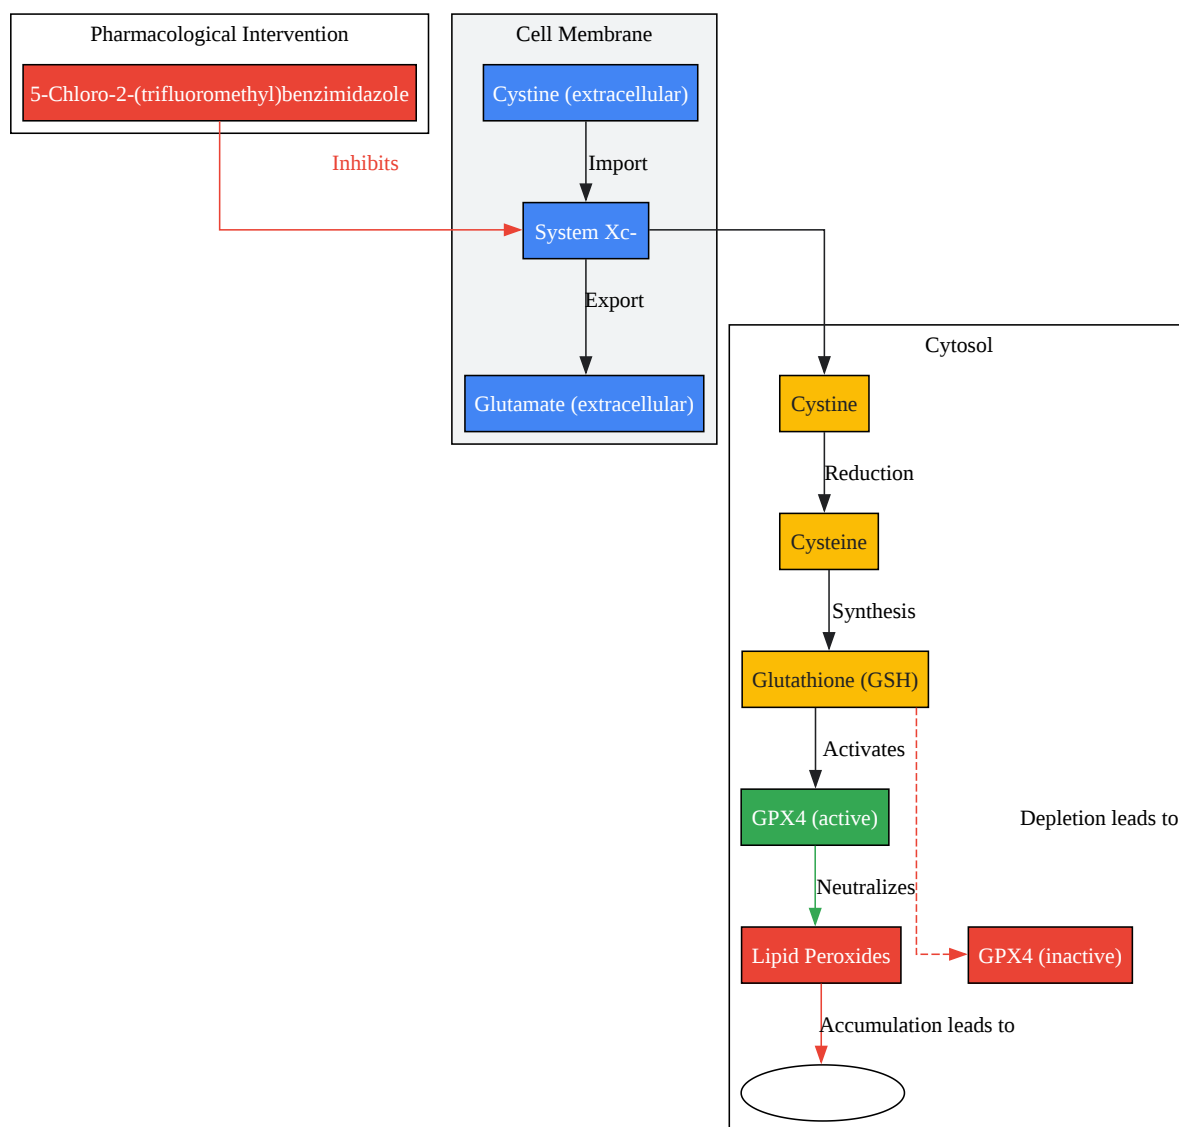 Pharmacological Intervention
5-Chloro-2-(trifluoromethyl)benzimidazole
Inhibits
Cell Membrane
Cystine (extracellular)
Import
System Xc-
Export
Glutamate (extracellular)
Cytosol
Cystine
Reduction
Cysteine
Synthesis
Glutathione (GSH)
Activates
GPX4 (active)
Depletion leads to
Neutralizes
Lipid Peroxides
GPX4 (inactive)
Accumulation leads to